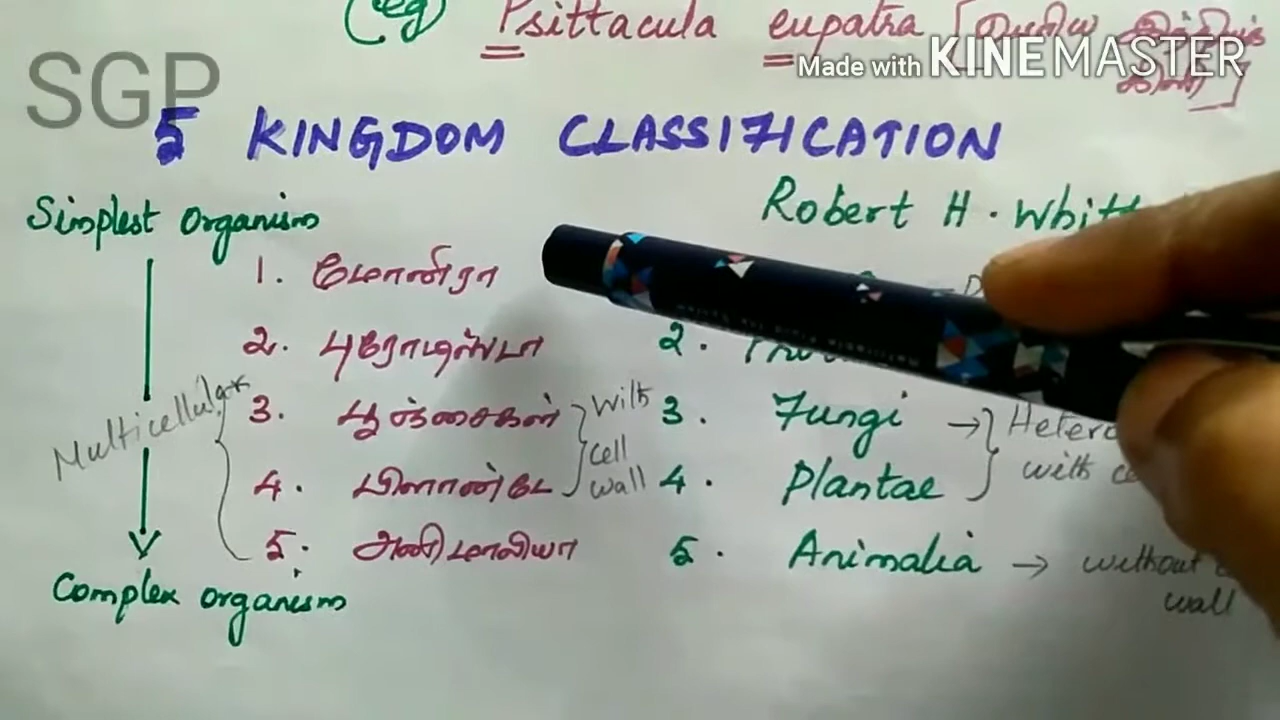 (eg) Psittacula eupatra [பெரிய
Made with KINEMASTER
SGP
5 KINGDOM CLASSIFICATION
Simplest organism
Robert H. Whitt
1. மோனிரா
2. புரோடிஸ்டா 2.
Multicellular
3. பூஞ்சைகள் with 3. Fungi → Hetero
cell with
4. பிளாண்டே wall 4. Plantae
5. அனிமாலியா 5. Animalia → without
wall
Complex organism